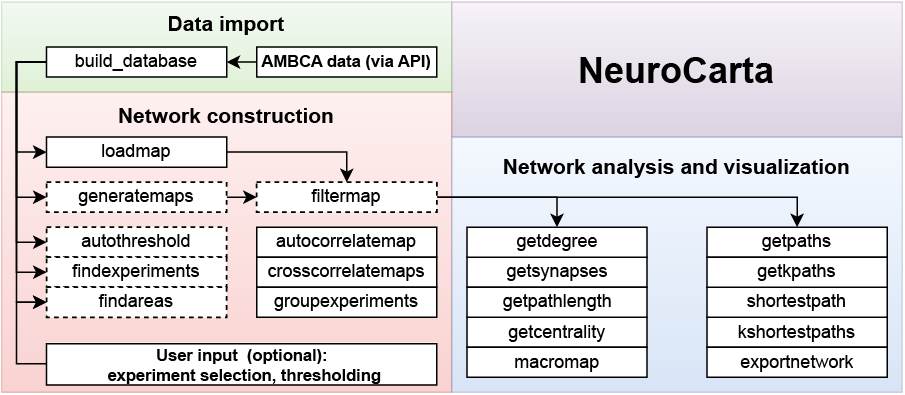 Data import
build_database
AMBCA data (via API)
NeuroCarta
Network construction
loadmap
generatemaps
filtermap
autothreshold
findexperiments
findareas
autocorrelatemap
crosscorrelatemaps
groupexperiments
User input (optional):
experiment selection, thresholding
Network analysis and visualization
getdegree
getsynapses
getpathlength
getcentrality
macromap
getpaths
getkpaths
shortestpath
kshortestpaths
exportnetwork